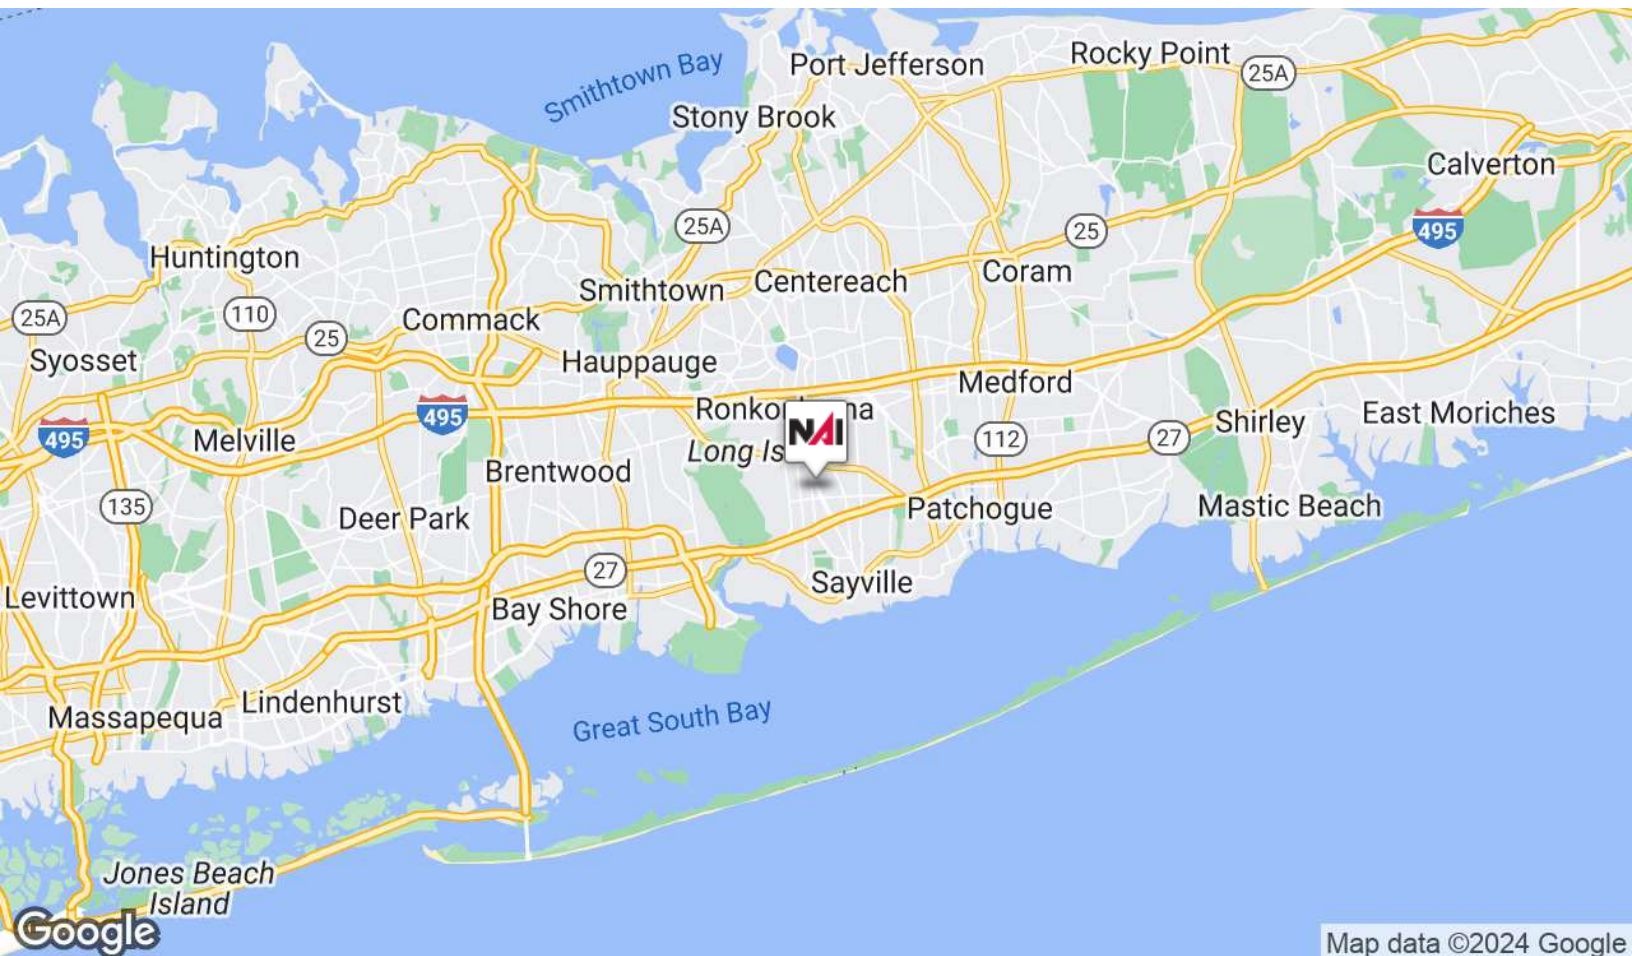 Smithtown Bay
Port Jefferson
Rocky Point
25A
Stony Brook
Calverton
25A
25
495
Huntington
Coram
Centereach
Smithtown
25A
110
Commack
25
Syosset
Hauppauge
Medford
495
Ronko
na
East Moriches
495
Melville
NAI
112
27
Shirley
Long Is
Brentwood
135
Deer Park
Patchogue
Mastic Beach
27
Sayville
Levittown
Bay Shore
Lindenhurst
Massapequa
Great South Bay
Jones Beach
Island
Google
Map data ©2024 Google